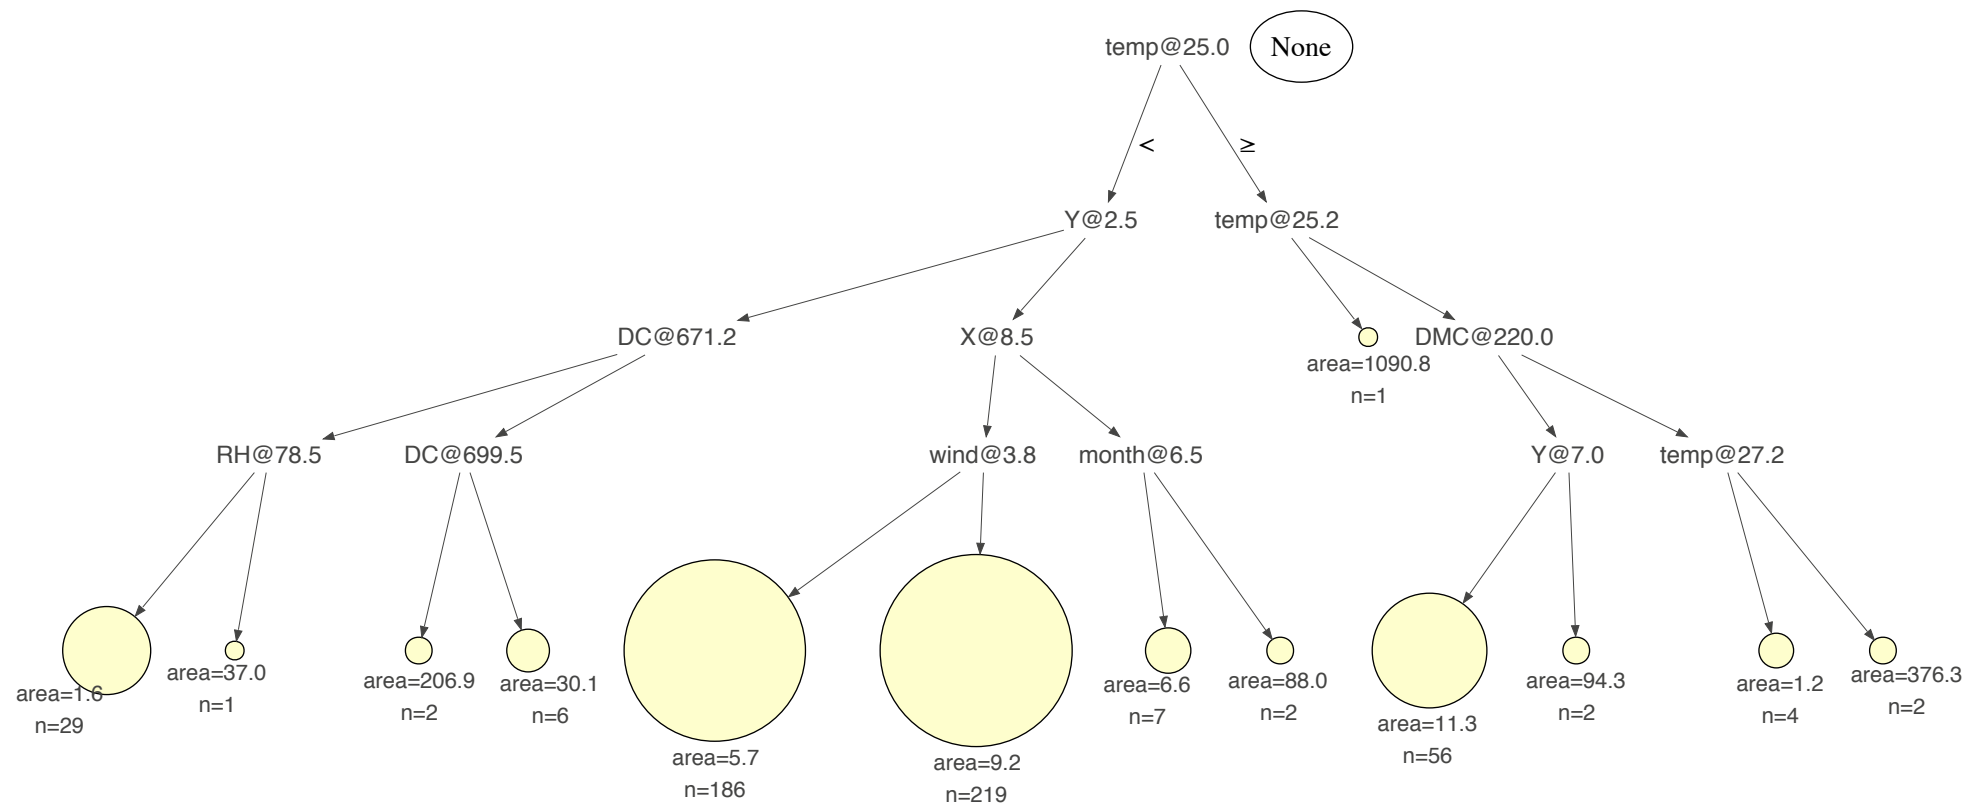 temp@25.0
None
<
≥
Y@2.5
temp@25.2
DC@671.2
X@8.5
area=1090.8
n=1
DMC@220.0
RH@78.5
DC@699.5
wind@3.8
month@6.5
Y@7.0
temp@27.2
area=1.6
n=29
area=37.0
n=1
area=206.9
n=2
area=30.1
n=6
area=5.7
n=186
area=9.2
n=219
area=6.6
n=7
area=88.0
n=2
area=11.3
n=56
area=94.3
n=2
area=1.2
n=4
area=376.3
n=2